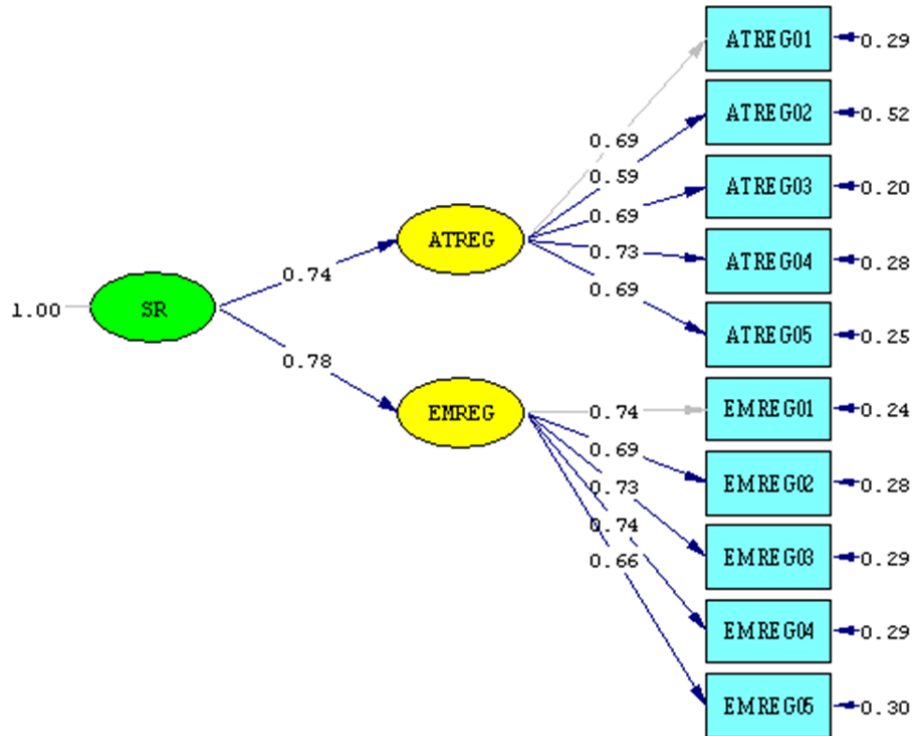 ATREG01 0.29
0.69
ATREG02 0.52
0.59
ATREG03 0.20
0.69
ATREG 0.73 ATREG04 0.28
0.74 0.69
1.00 SR ATREG05 0.25
0.78
EMREG 0.74 EMREG01 0.24
0.69
0.73 EMREG02 0.28
0.74
0.66 EMREG03 0.29
EMREG04 0.29
EMREG05 0.30